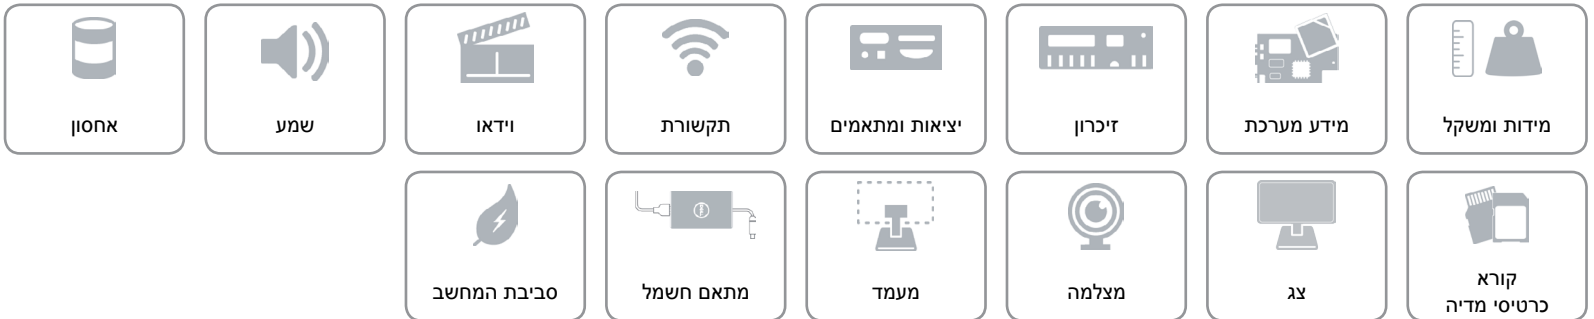 מידות ומשקל
מידע מערכת
זיכרון
יציאות ומתאמים
תקשורת
וידאו
שמע
אחסון
קורא
כרטיסי מדיה
צג
מצלמה
מעמד
מתאם חשמל
סביבת המחשב